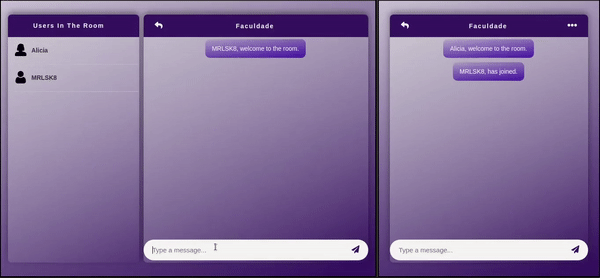 Users In The Room
Alicia
MRLSK8
Faculdade
MRLSK8, welcome to the room.
Type a message...
Faculdade
Alicia, welcome to the room.
MRLSK8, has joined.
Type a message...